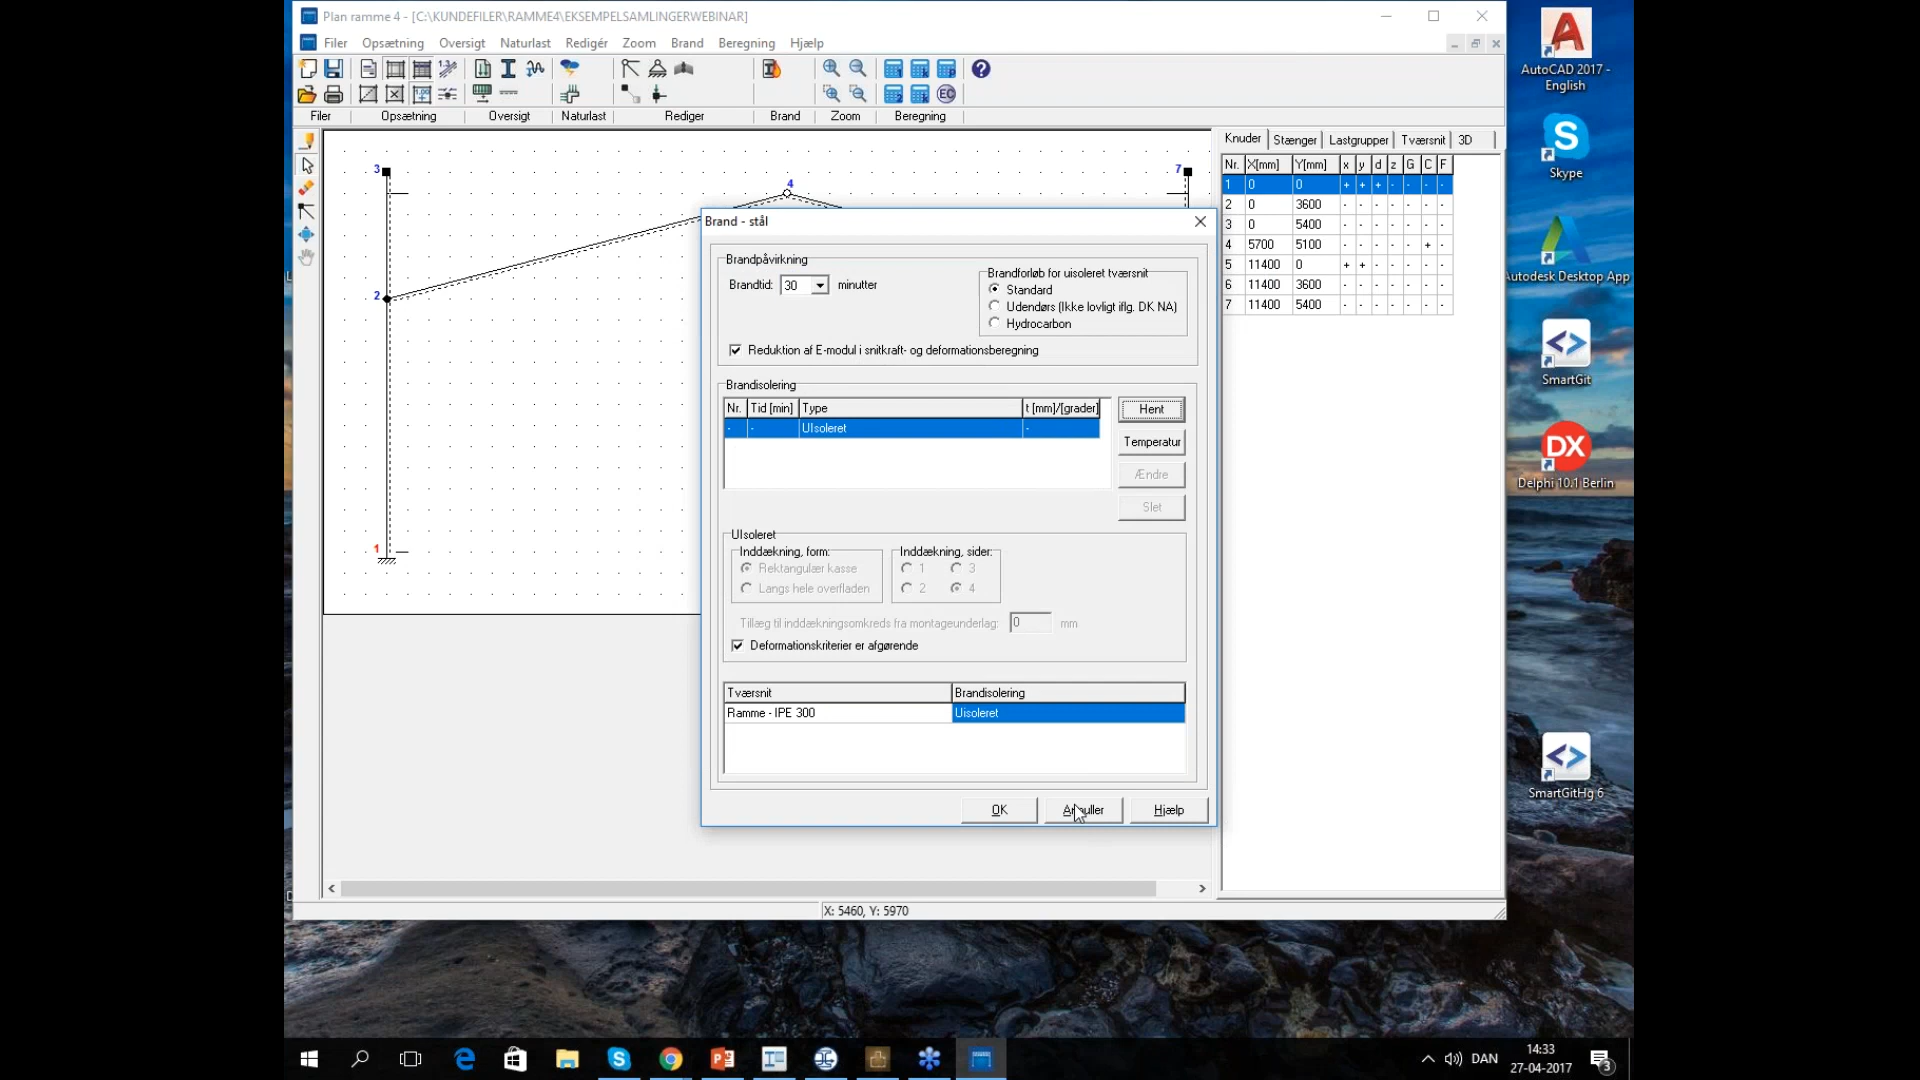 Plan ramme 4 - [C:\KUNDEFILER\RAMME4\EKSEMPELSAMLINGERWEBINAR]
Filer Opsætning Oversigt Naturlast Redigér Zoom Brand Beregning Hjælp
Filer Opsætning Oversigt Naturlast Rediger Brand Zoom Beregning
3
4
7
2
1
Brand - stål
Brandpåvirkning
Brandtid: 30 minutter
Brandforløb for uisoleret tværsnit
Standard
Udendørs (Ikke lovligt iflg. DK NA)
Hydrocarbon
Reduktion af E-modul i snitkraft- og deformationsberegning
Brandisolering
Nr. Tid [min] Type t [mm]/[grader]
- - UIsoleret -
Hent
Temperatur
Ændre
Slet
UIsoleret
Inddækning, form:
Rektangulær kasse
Langs hele overfladen
Inddækning, sider:
1 3
2 4
Tillæg til inddækningsomkreds fra montageunderlag: 0 mm
Deformationskriterier er afgørende
Tværsnit Brandisolering
Ramme - IPE 300 Uisoleret
OK Annuller Hjælp
Knuder Stænger Lastgrupper Tværsnit 3D
Nr. X[mm] Y[mm] x y d z G C F
1 0 0 + + + - - - -
2 0 3600 - - - - - - -
3 0 5400 - - - - - - -
4 5700 5100 - - - - - + -
5 11400 0 + + - - - - -
6 11400 3600 - - - - - - -
7 11400 5400 - - - - - - -
X: 5460, Y: 5970
AutoCAD 2017 -
English
Skype
Autodesk Desktop App
SmartGit
DX
Delphi 10.1 Berlin
SmartGitHg 6
DAN
14:33
27-04-2017
3